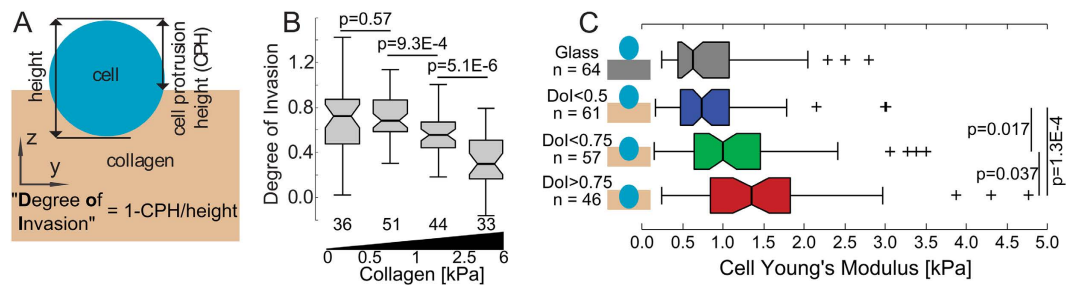 A
height
cell
cell protrusion
height (CPH)
z
y
collagen
"Degree of
Invasion" = 1-CPH/height
B
Degree of Invasion
p=0.57
p=9.3E-4
p=5.1E-6
1.2
0.8
0.4
0.0
36 51 44 33
0 0.5 1 2.5 6
Collagen [kPa]
C
Glass
n = 64
DoI<0.5
n = 61
DoI<0.75
n = 57
DoI>0.75
n = 46
p=0.017
p=0.037
p=1.3E-4
0.0 0.5 1.0 1.5 2.0 2.5 3.0 3.5 4.0 4.5 5.0
Cell Young's Modulus [kPa]